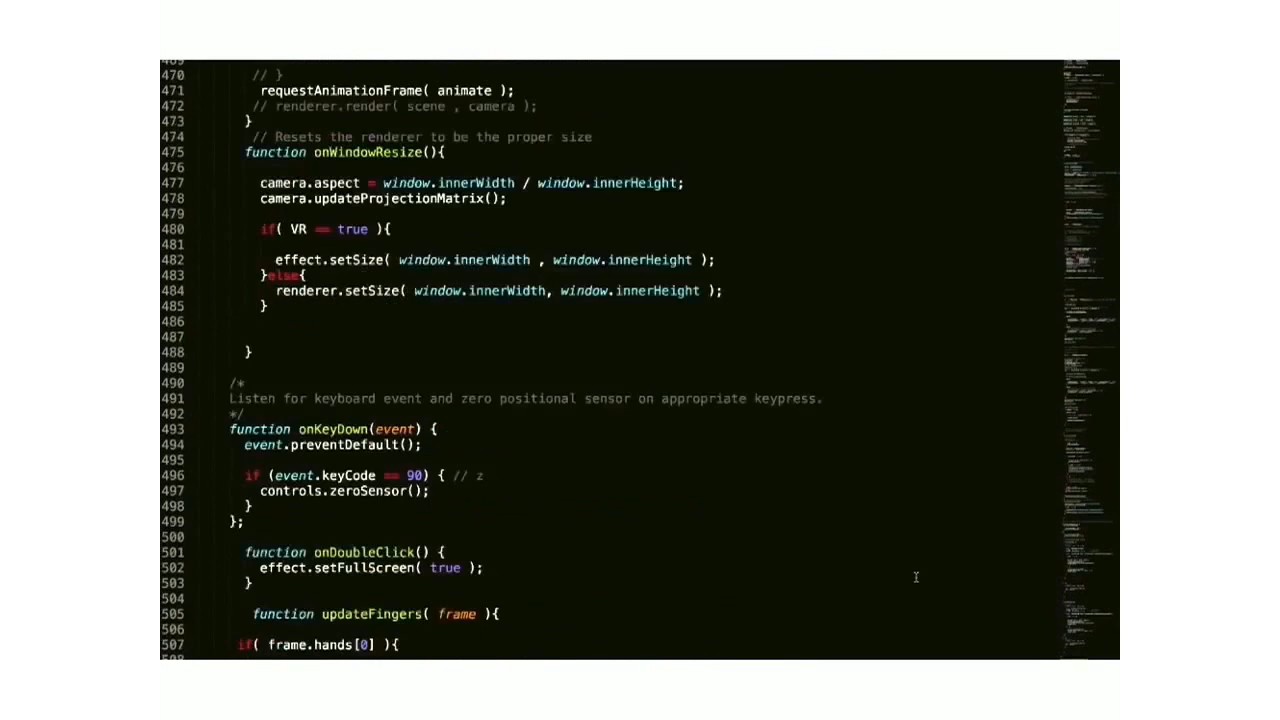 470 // }
471 requestAnimationFrame( animate );
472 // renderer.render( scene , camera );
473 }
474 // Resets the renderer to be the proper size
475 function onWindowResize(){
476
477 camera.aspect = window.innerWidth / window.innerHeight;
478 camera.updateProjectionMatrix();
479
480 if( VR == true ){
481
482 effect.setSize( window.innerWidth , window.innerHeight );
483 }else{
484 renderer.setSize( window.innerWidth, window.innerHeight );
485 }
486
487
488 }
489
490 /*
491 Listen for keyboard event and zero positional sensor on appropriate keypress.
492 */
493 function onKeyDown(event) {
494 event.preventDefault();
495
496 if (event.keyCode == 90) { // z
497 controls.zeroSensor();
498 }
499 };
500
501 function onDoubleClick() {
502 effect.setFullScreen( true );
503 }
504
505 function updateFingers( frame ){
506
507 if( frame.hands[0] ){